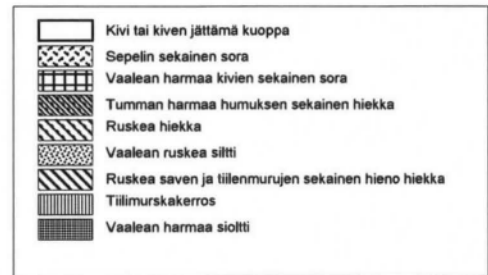 Kivi tai kiven jättämä kuoppa
Sepelin sekainen sora
Vaalean harmaa kivien sekainen sora
Tumman harmaa humuksen sekainen hiekka
Ruskea hiekka
Vaalean ruskea siltti
Ruskea saven ja tiilenmurujen sekainen hieno hiekka
Tiilimurskakerros
Vaalean harmaa sioltti